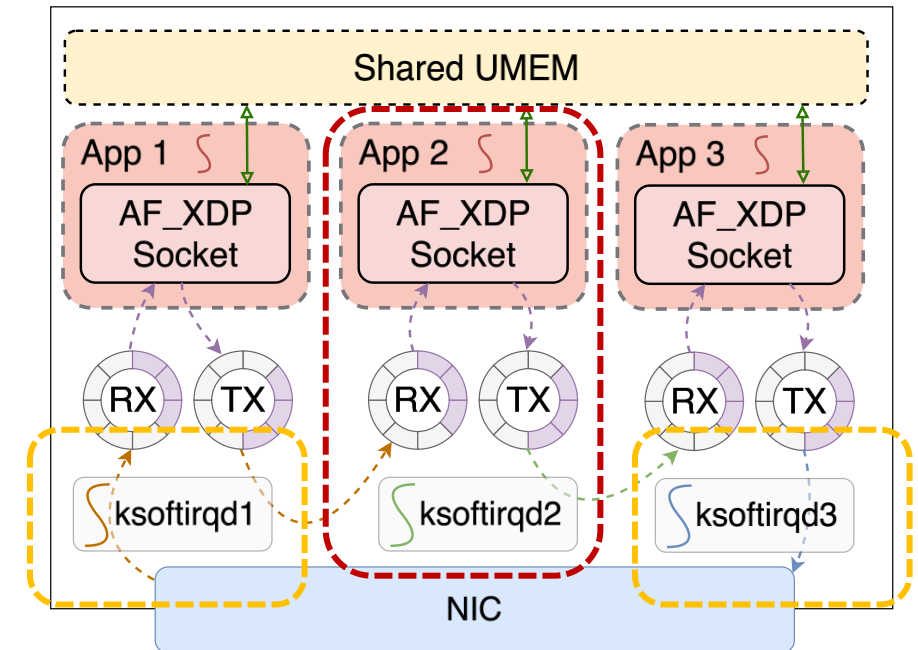 Shared UMEM
App 1
App 2
App 3
AF_XDP
Socket
AF_XDP
Socket
AF_XDP
Socket
RX
TX
RX
TX
RX
TX
ksoftirqd1
ksoftirqd2
ksoftirqd3
NIC